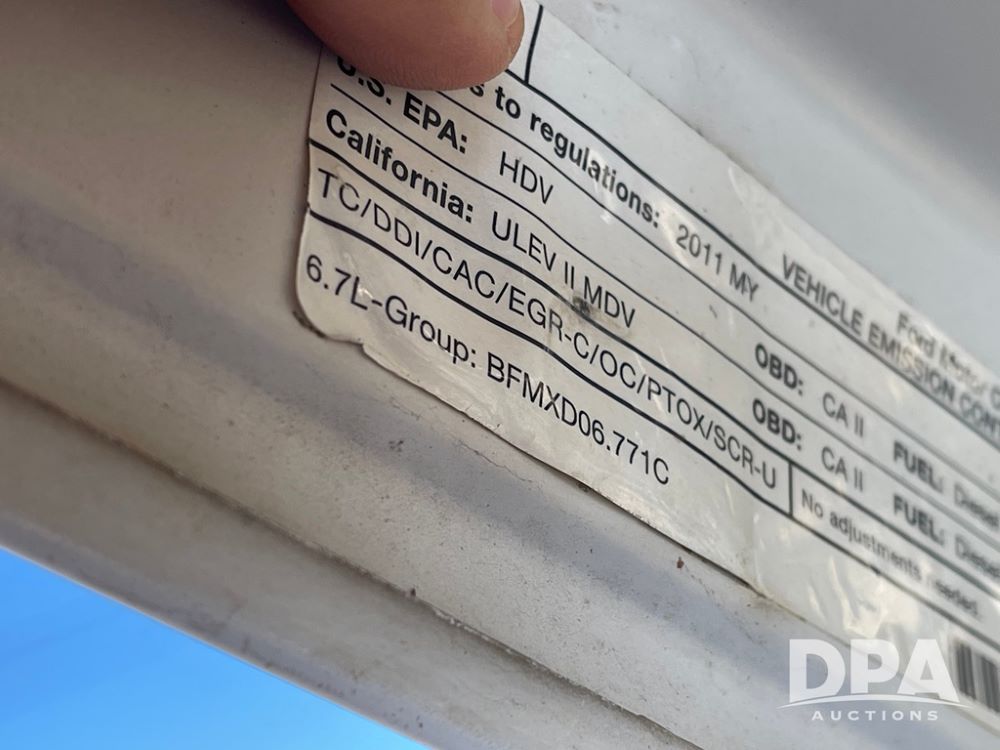 Ford Motor
VEHICLE EMISSION CONT
s to regulations: 2011 MY
U.S. EPA: HDV OBD: CA II FUEL: Diesel
California: ULEV II MDV OBD: CA II FUEL: Diesel
TC/DDI/CAC/EGR-C/OC/PTOX/SCR-U No adjustments needed.
6.7L-Group: BFMXD06.771C
DPA
AUCTIONS